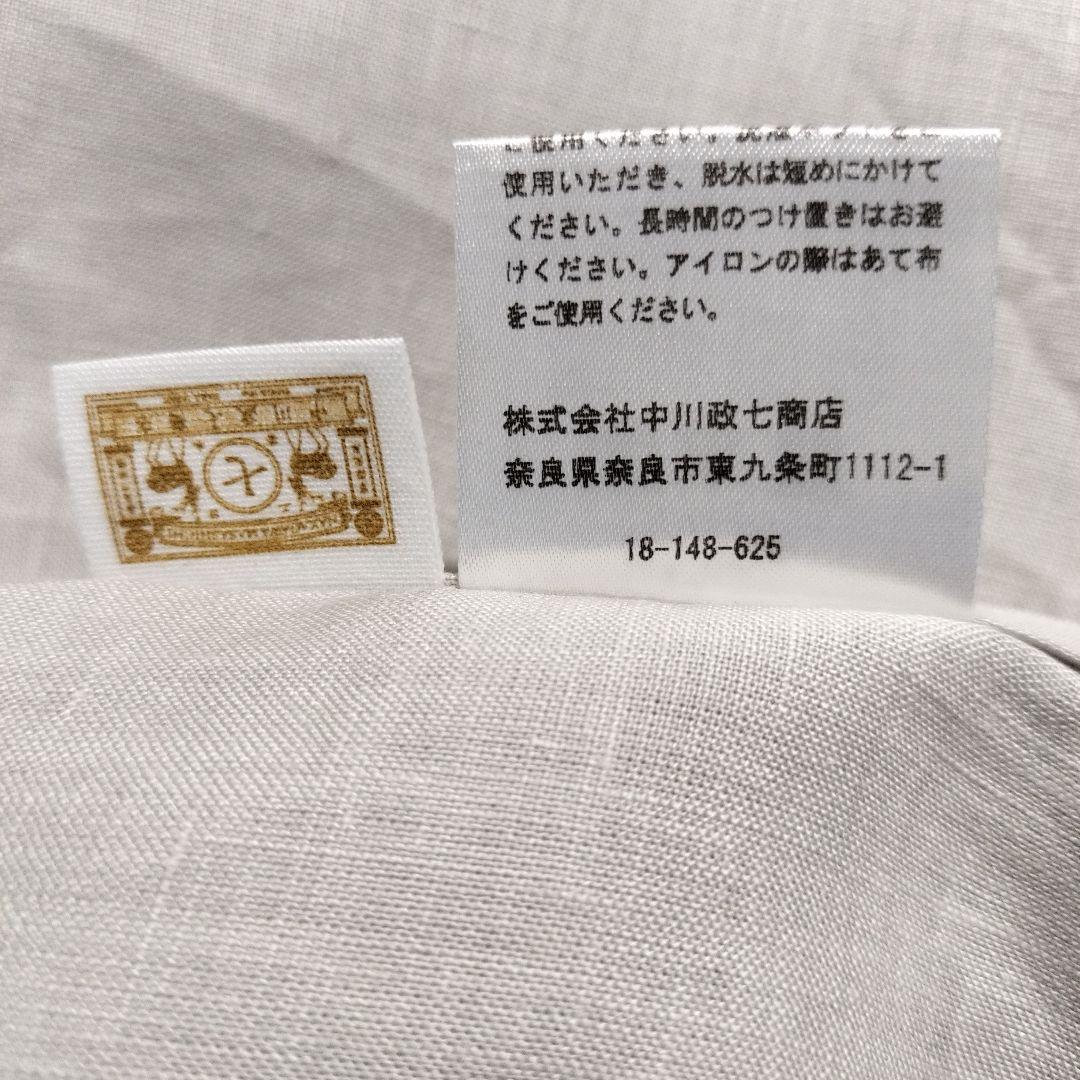 使用いただき、脱水は短めにかけて
ください。長時間のつけ置きはお避
けください。アイロンの際はあて布
をご使用ください。
株式会社中川政七商店
奈良県奈良市東九条町1112-1
18-148-625
七